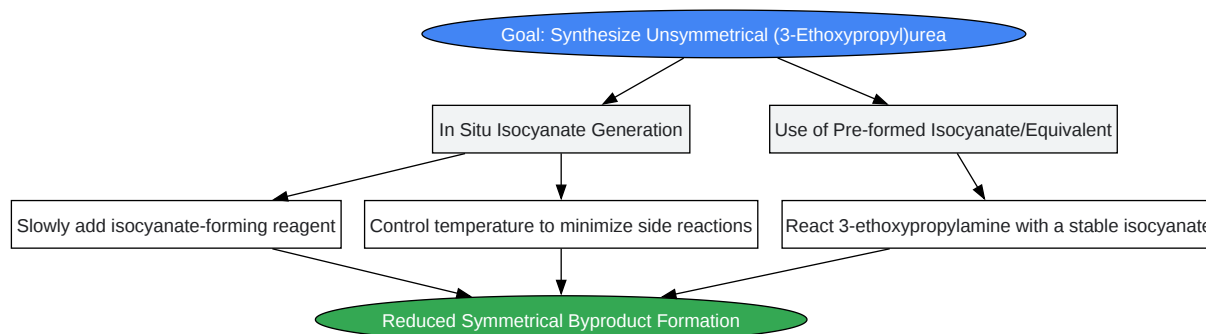 Goal: Synthesize Unsymmetrical (3-Ethoxypropyl)urea
In Situ Isocyanate Generation
Use of Pre-formed Isocyanate/Equivalent
Slowly add isocyanate-forming reagent
Control temperature to minimize side reactions
React 3-ethoxypropylamine with a stable isocyanate
Reduced Symmetrical Byproduct Formation